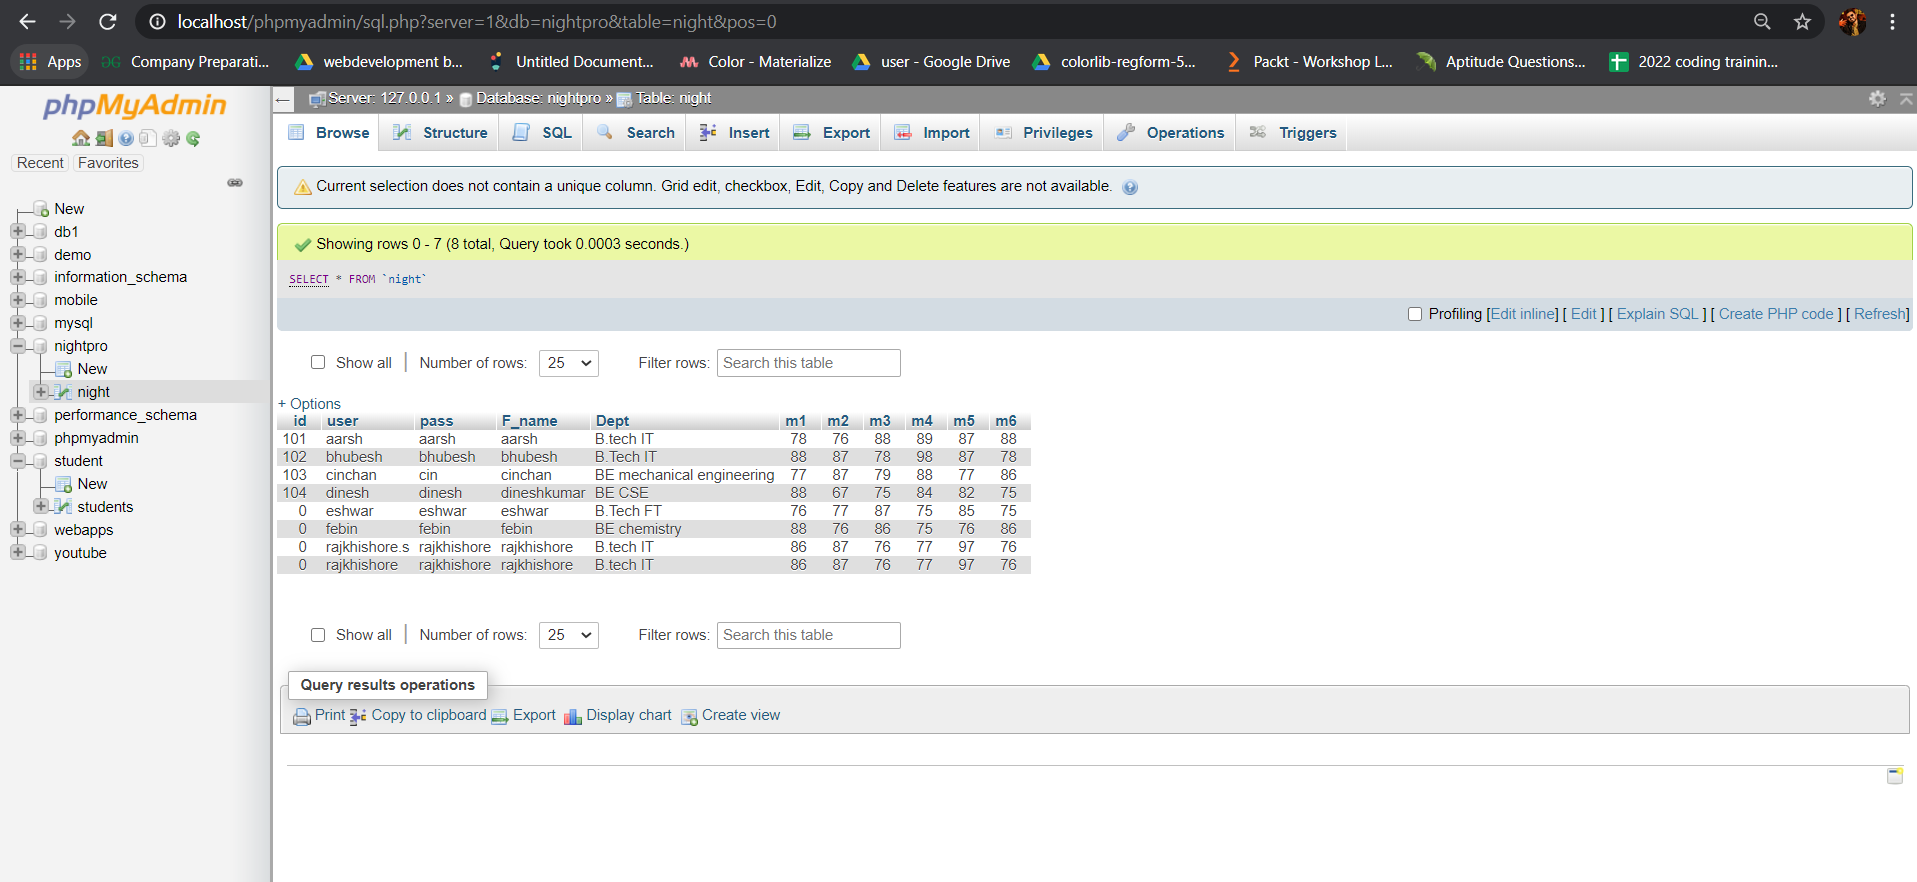 localhost/phpmyadmin/sql.php?server=1&db=nightpro&table=night&pos=0
Apps
Company Preparati...
webdevelopment b...
Untitled Document...
Color - Materialize
user - Google Drive
colorlib-regform-5...
Packt - Workshop L...
Aptitude Questions...
2022 coding trainin...
phpMyAdmin
Recent Favorites
New
db1
demo
information_schema
mobile
mysql
nightpro
New
night
performance_schema
phpmyadmin
student
New
students
webapps
youtube
Server: 127.0.0.1 » Database: nightpro » Table: night
Browse Structure SQL Search Insert Export Import Privileges Operations Triggers
Current selection does not contain a unique column. Grid edit, checkbox, Edit, Copy and Delete features are not available.
Showing rows 0 - 7 (8 total, Query took 0.0003 seconds.)
SELECT * FROM `night`
Profiling [Edit inline] [ Edit ] [ Explain SQL ] [ Create PHP code ] [ Refresh]
Show all | Number of rows: 25 Filter rows: Search this table
+ Options
id user pass F_name Dept m1 m2 m3 m4 m5 m6
101 aarsh aarsh aarsh B.tech IT 78 76 88 89 87 88
102 bhubesh bhubesh bhubesh B.Tech IT 88 87 78 98 87 78
103 cinchan cin cinchan BE mechanical engineering 77 87 79 88 77 86
104 dinesh dinesh dineshkumar BE CSE 88 67 75 84 82 75
0 eshwar eshwar eshwar B.Tech FT 76 77 87 75 85 75
0 febin febin febin BE chemistry 88 76 86 75 76 86
0 rajkhishore.s rajkhishore rajkhishore B.tech IT 86 87 76 77 97 76
0 rajkhishore rajkhishore rajkhishore B.tech IT 86 87 76 77 97 76
Show all | Number of rows: 25 Filter rows: Search this table
Query results operations
Print Copy to clipboard Export Display chart Create view